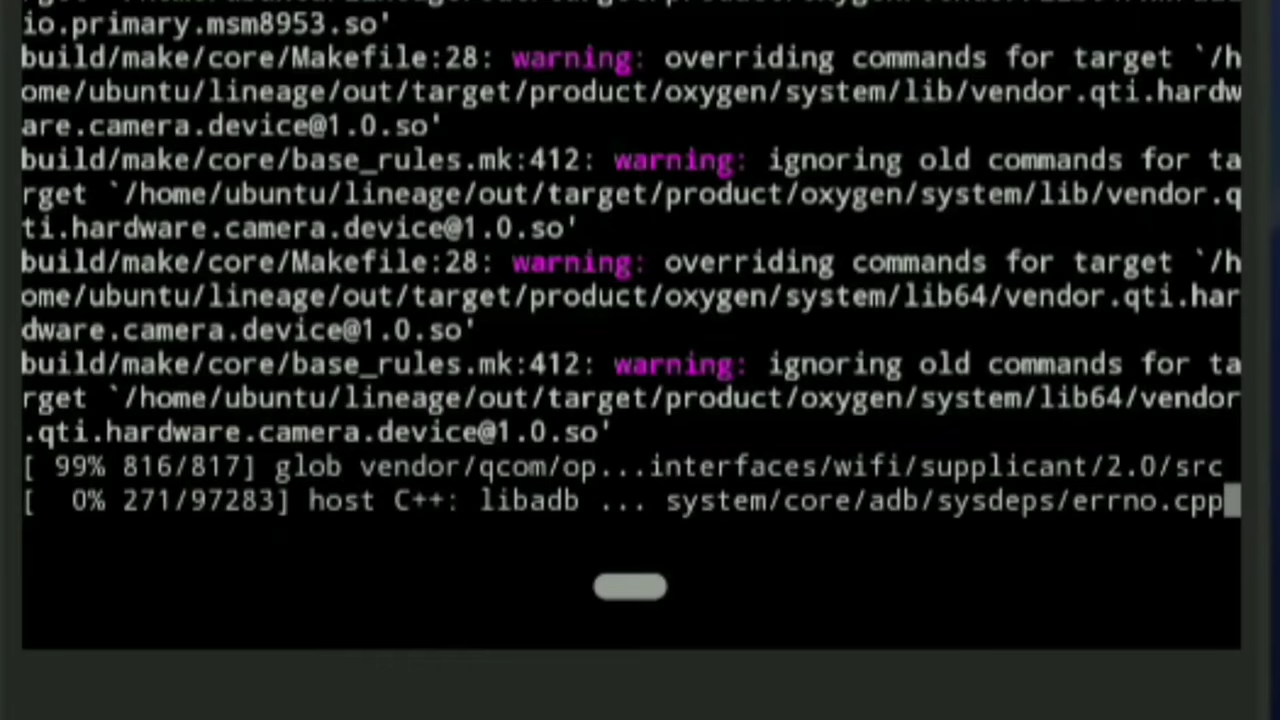 io.primary.msm8953.so'
build/make/core/Makefile:28: warning: overriding commands for target `/h
ome/ubuntu/lineage/out/target/product/oxygen/system/lib/vendor.qti.hardw
are.camera.device@1.0.so'
build/make/core/base_rules.mk:412: warning: ignoring old commands for ta
rget `/home/ubuntu/lineage/out/target/product/oxygen/system/lib/vendor.q
ti.hardware.camera.device@1.0.so'
build/make/core/Makefile:28: warning: overriding commands for target `/h
ome/ubuntu/lineage/out/target/product/oxygen/system/lib64/vendor.qti.har
dware.camera.device@1.0.so'
build/make/core/base_rules.mk:412: warning: ignoring old commands for ta
rget `/home/ubuntu/lineage/out/target/product/oxygen/system/lib64/vendor
.qti.hardware.camera.device@1.0.so'
[ 99% 816/817] glob vendor/qcom/op...interfaces/wifi/supplicant/2.0/src
[  0% 271/97283] host C++: libadb ... system/core/adb/sysdeps/errno.cpp